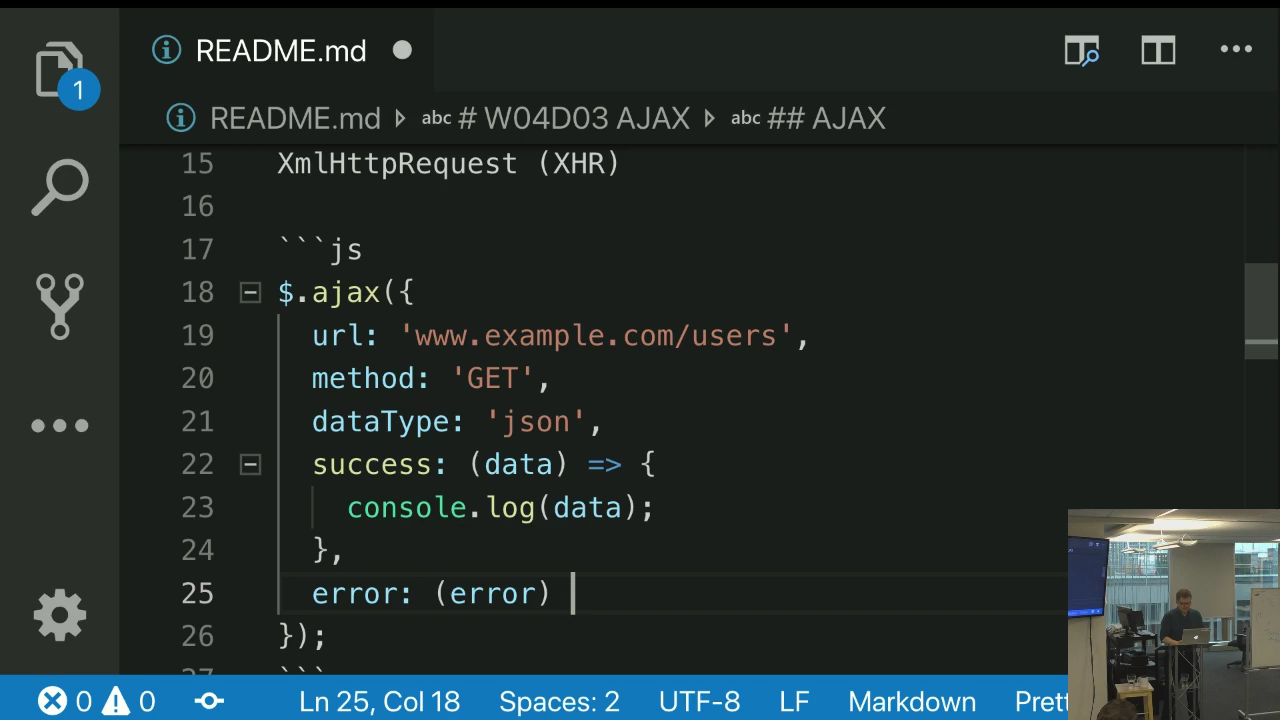 README.md
1
README.md abc # W04D03 AJAX abc ## AJAX
15 XmlHttpRequest (XHR)
16
17 ```js
18 $.ajax({
19 url: 'www.example.com/users',
20 method: 'GET',
21 dataType: 'json',
22 success: (data) => {
23 console.log(data);
24 },
25 error: (error)
26 });
27 ```
0 0 Ln 25, Col 18 Spaces: 2 UTF-8 LF Markdown Prett